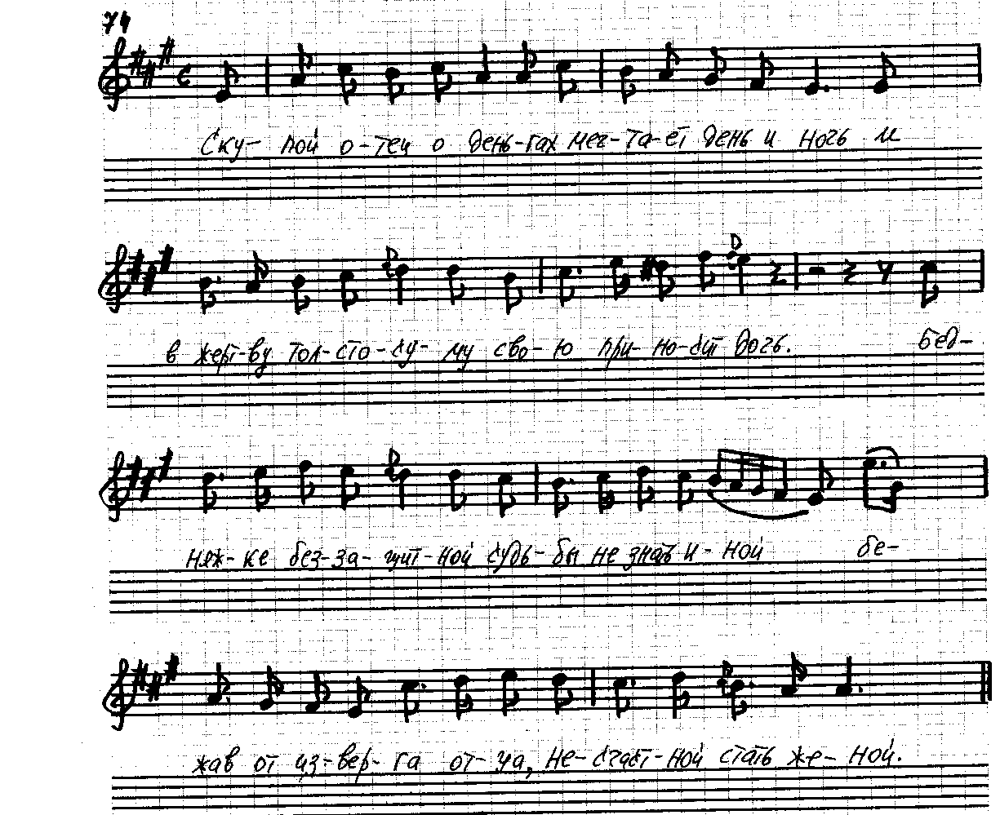 74
Ску- пой о-тец о день-гах меч-та-ет день и ночь и
в жерт-ву тол-сто-су- му сво- ю при- но-сит дочь. Бед-
няж- ке без-за- щит- ной судь- бы не знать и- ной бе-
жав от из-вер- га от- ца, не- счаст- ной стать же- ной.